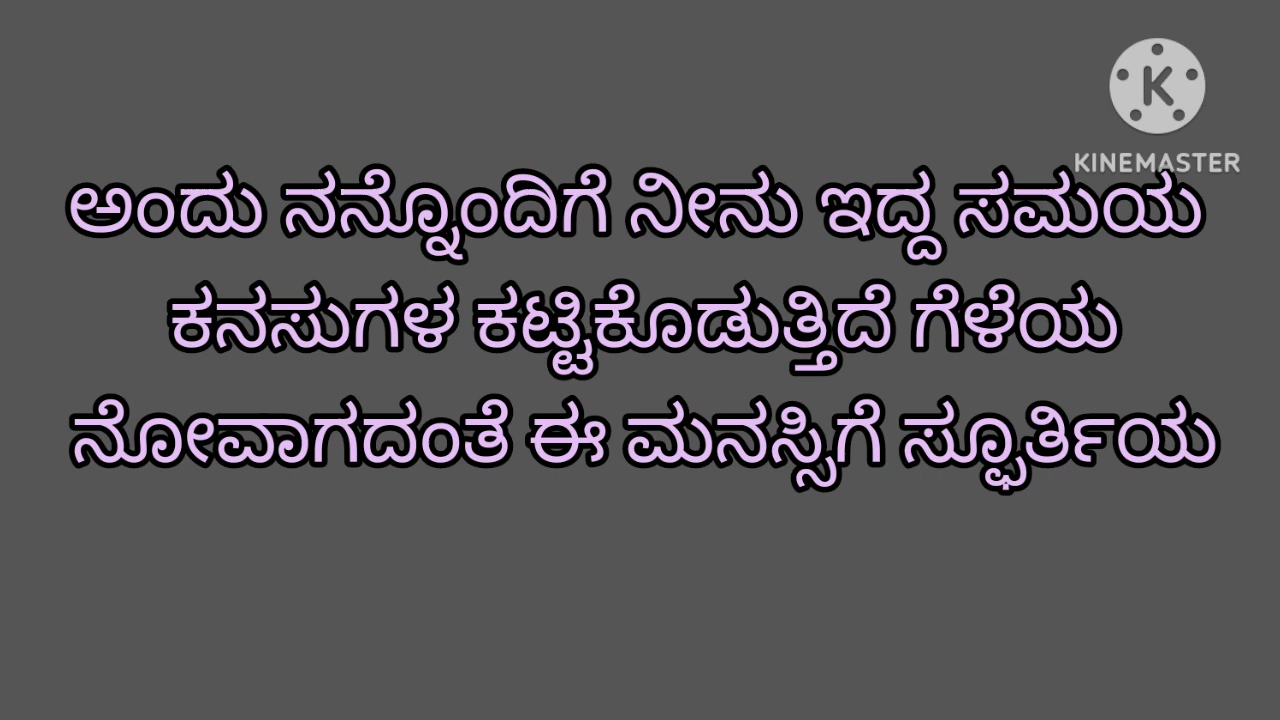 KINEMASTER
ಅಂದು ನನ್ನೊಂದಿಗೆ ನೀನು ಇದ್ದ ಸಮಯ
ಕನಸುಗಳ ಕಟ್ಟಿಕೊಡುತ್ತಿದೆ ಗೆಳೆಯ
ನೋವಾಗದಂತೆ ಈ ಮನಸ್ಸಿಗೆ ಸ್ಫೂರ್ತಿಯ